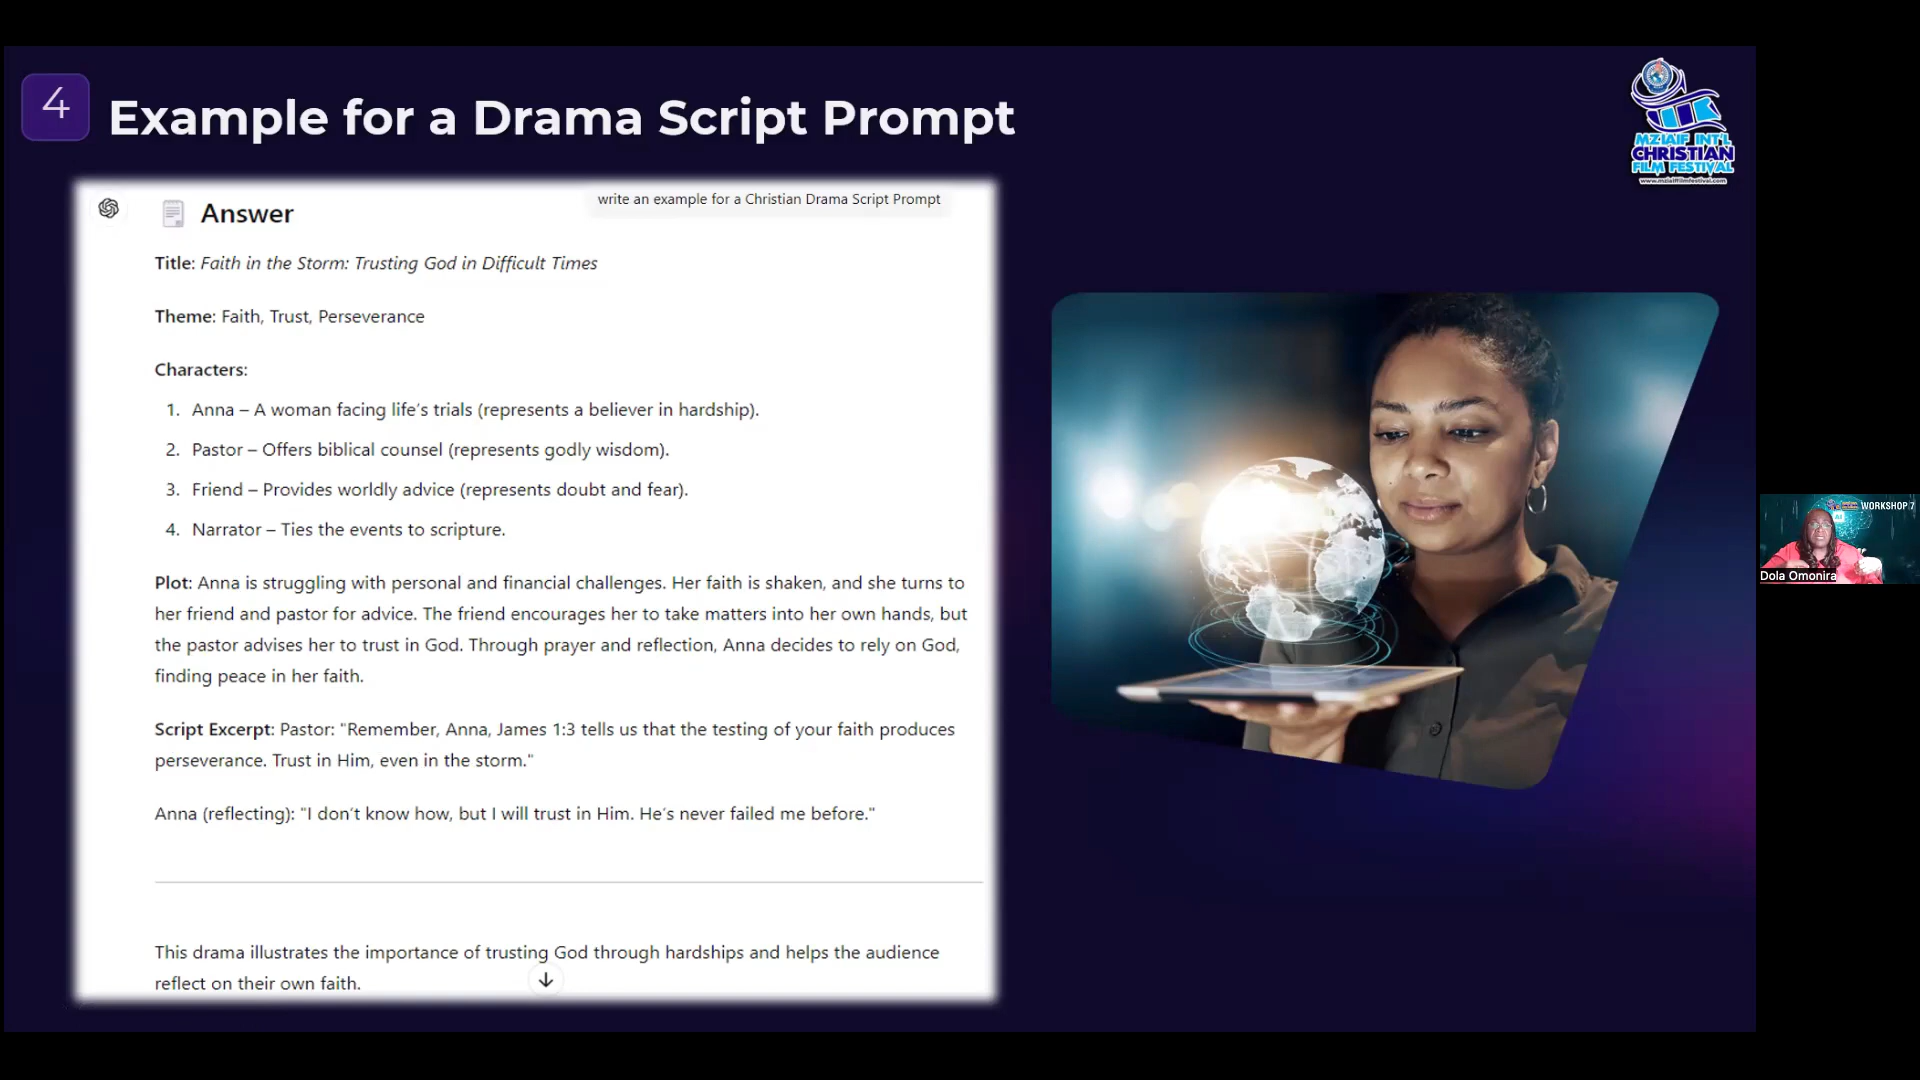 4
Example for a Drama Script Prompt
MZIAIF INT'L
CHRISTIAN
FILM FESTIVAL
www.mziaiffilmfestival.com
write an example for a Christian Drama Script Prompt
Answer
Title: Faith in the Storm: Trusting God in Difficult Times
Theme: Faith, Trust, Perseverance
Characters:
1. Anna – A woman facing life's trials (represents a believer in hardship).
2. Pastor – Offers biblical counsel (represents godly wisdom).
3. Friend – Provides worldly advice (represents doubt and fear).
4. Narrator – Ties the events to scripture.
Plot: Anna is struggling with personal and financial challenges. Her faith is shaken, and she turns to
her friend and pastor for advice. The friend encourages her to take matters into her own hands, but
the pastor advises her to trust in God. Through prayer and reflection, Anna decides to rely on God,
finding peace in her faith.
Script Excerpt: Pastor: "Remember, Anna, James 1:3 tells us that the testing of your faith produces
perseverance. Trust in Him, even in the storm."
Anna (reflecting): "I don't know how, but I will trust in Him. He's never failed me before."
This drama illustrates the importance of trusting God through hardships and helps the audience
reflect on their own faith.
WORKSHOP 7
AI
Dola Omonira